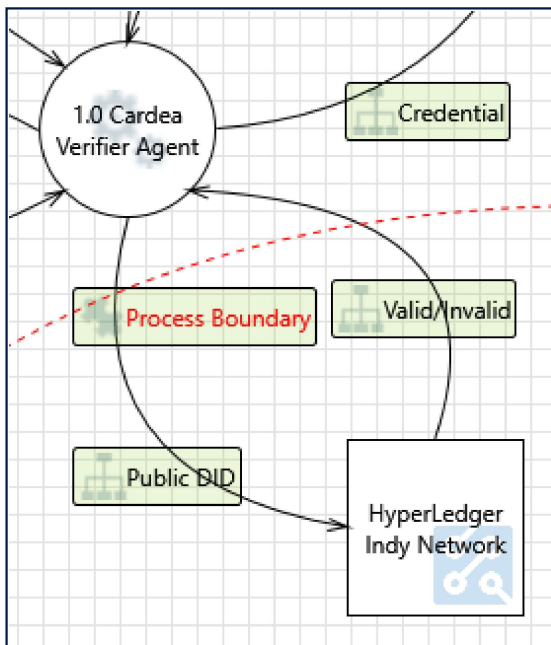 1.0 Cardea
Verifier Agent
Credential
Process Boundary
Valid/Invalid
Public DID
HyperLedger
Indy Network